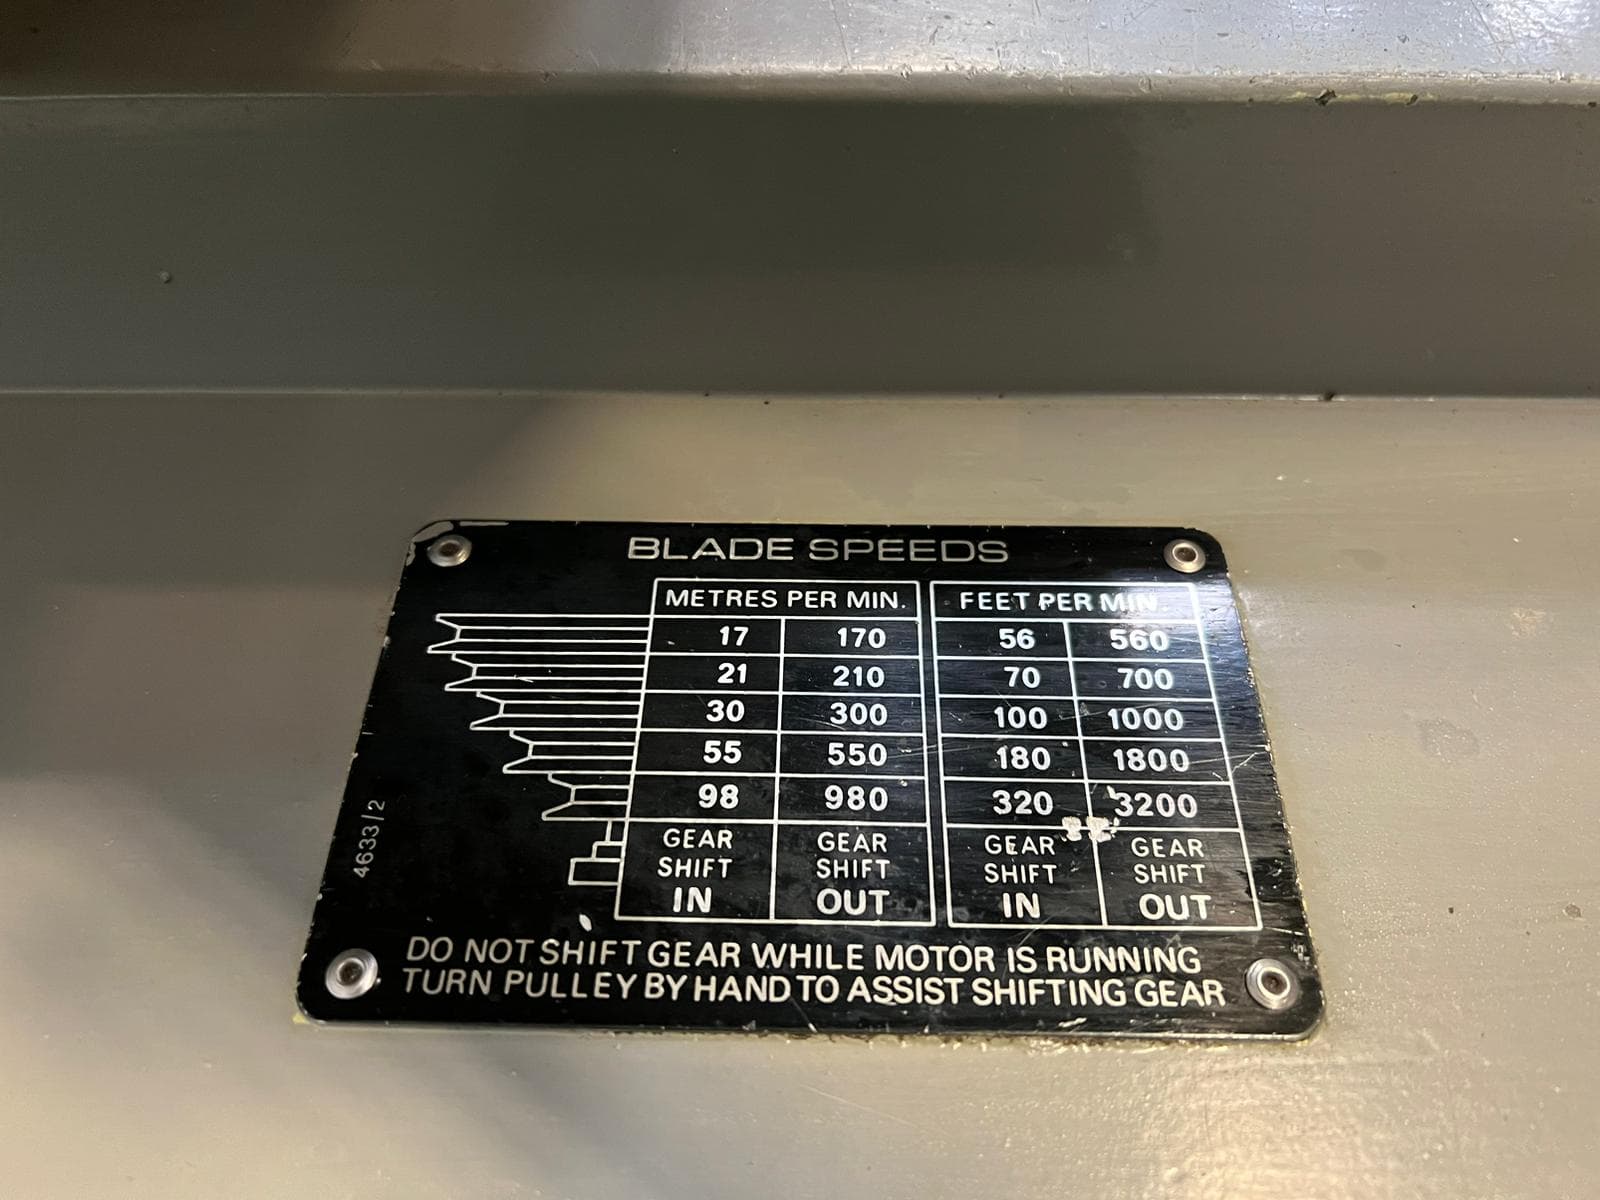 BLADE SPEEDS
METRES PER MIN. FEET PER MIN.
17 170 56 560
21 210 70 700
30 300 100 1000
55 550 180 1800
98 980 320 3200
GEAR GEAR GEAR GEAR
SHIFT SHIFT SHIFT SHIFT
IN OUT IN OUT
4633/2
DO NOT SHIFT GEAR WHILE MOTOR IS RUNNING
TURN PULLEY BY HAND TO ASSIST SHIFTING GEAR